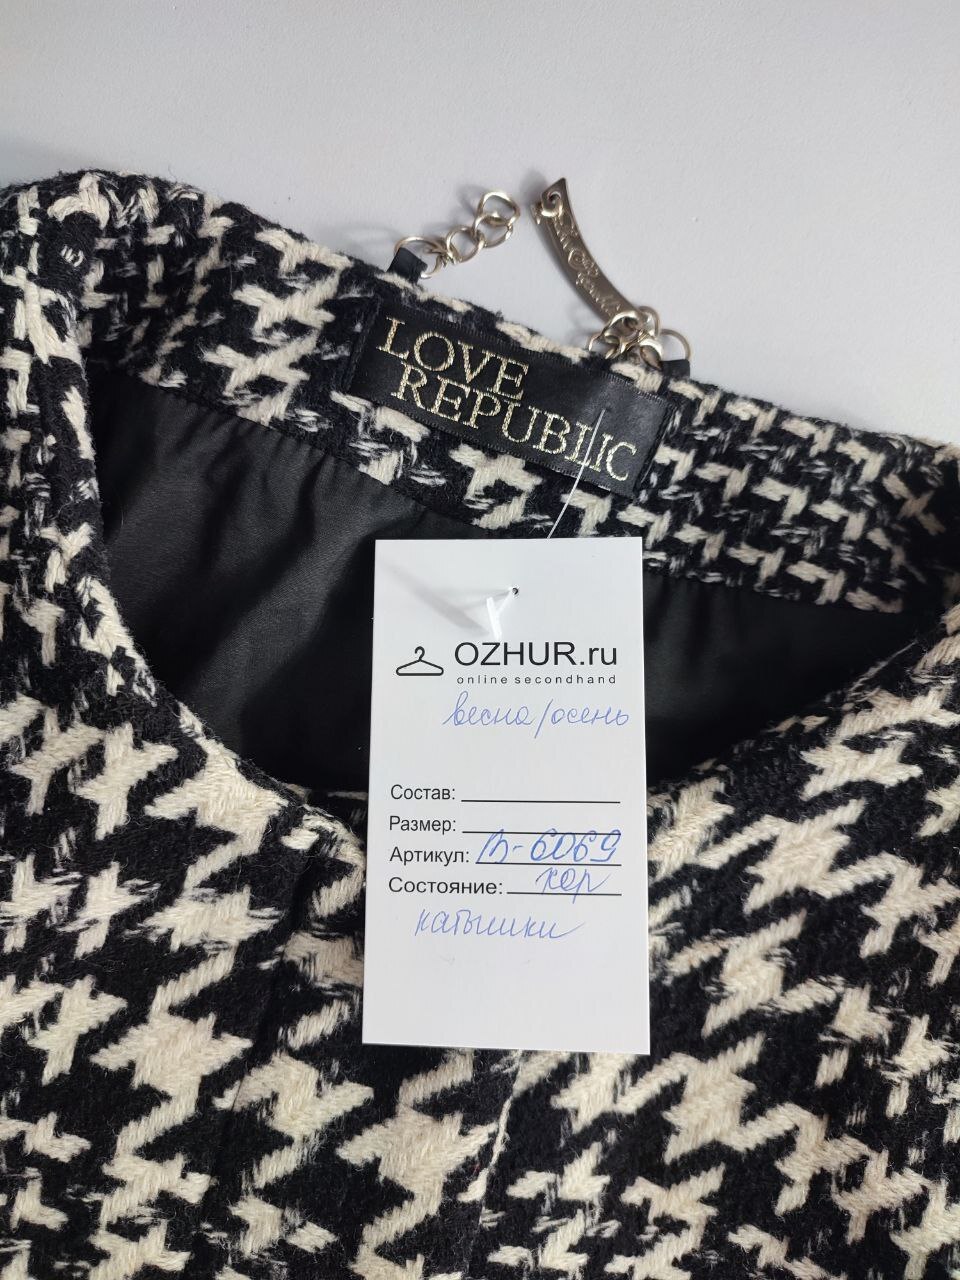 LOVE
REPUBLIC
OZHUR.ru
online secondhand
весна/осень
Состав:
Размер:
Артикул: В-6069
Состояние: хор
катышки